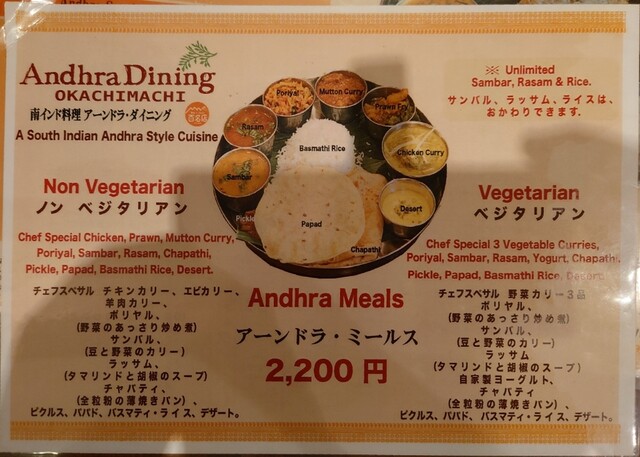 Andhra Dining
OKACHIMACHI
南インド料理 アーンドラ・ダイニング
A South Indian Andhra Style Cuisine
※ Unlimited
Sambar, Rasam & Rice.
サンバル、ラッサム、ライスは、
おかわりできます.
Poriyal
Mutton Curry
Prawn Fry
Rasam
Basmathi Rice
Chicken Curry
Sambar
Desert
Pickle
Papad
Chapathi
Non Vegetarian
ノン ベジタリアン
Chef Special Chicken, Prawn, Mutton Curry,
Poriyal, Sambar, Rasam, Chapathi,
Pickle, Papad, Basmathi Rice, Desert.
チェフスペサル チキンカリー、エビカリー、
羊肉カリー、
ポリヤル、
(野菜のあっさり炒め煮)
サンバル、
(豆と野菜のカリー)
ラッサム、
(タマリンドと胡椒のスープ)
チャパティ、
(全粒粉の薄焼きパン) 、
ピクルス、パパド、バスマティ・ライス、デザート。
Andhra Meals
アーンドラ・ミールス
2,200 円
Vegetarian
ベジタリアン
Chef Special 3 Vegetable Curries,
Poriyal, Sambar, Rasam, Yogurt, Chapathi,
Pickle, Papad, Basmathi Rice, Desert.
チェフスペサル 野菜カリー3品
ポリヤル、
(野菜のあっさり炒め煮)
サンバル、
(豆と野菜のカリー)
ラッサム
(タマリンドと胡椒のスープ)
自家製ヨーグルト、
チャパティ
(全粒粉の薄焼きパン) 、
ピクルス、パパド、バスマティ・ライス、デザート。